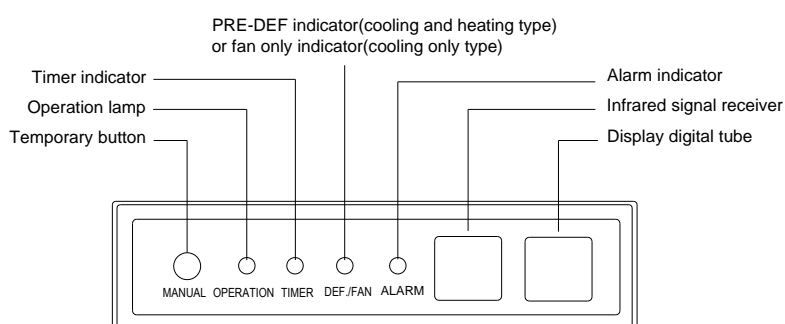 PRE-DEF indicator(cooling and heating type)
or fan only indicator(cooling only type)
Timer indicator
Alarm indicator
Operation lamp
Infrared signal receiver
Temporary button
Display digital tube
MANUAL OPERATION TIMER DEF./FAN ALARM